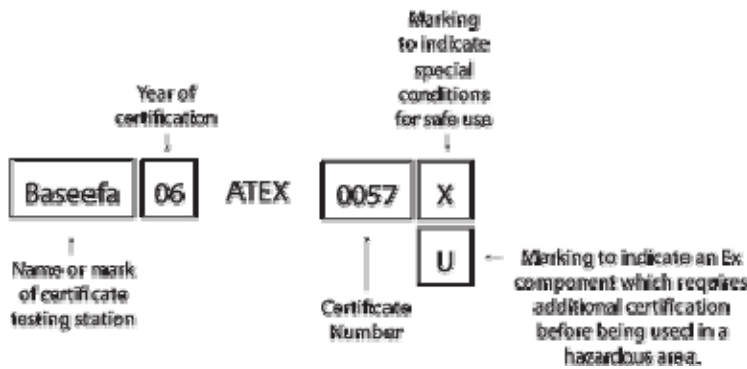 Marking
to indicate
special
conditions
for safe use
Year of
certification
Baseefa 06 ATEX 0057 X
U
Name or mark
of certificate
testing station
Certificate
Number
Marking to indicate an Ex
component which requires
additional certification
before being used in a
hazardous area.